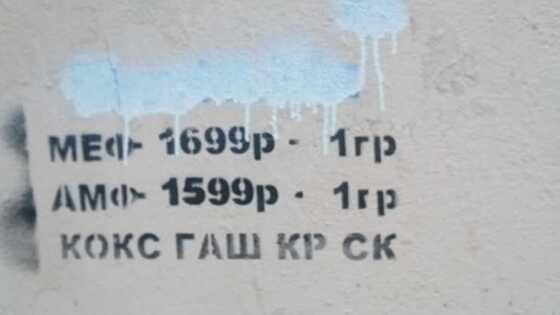 МЕФ- 1699р - 1гр
АМФ- 1599р - 1гр
КОКС ГАШ КР СК